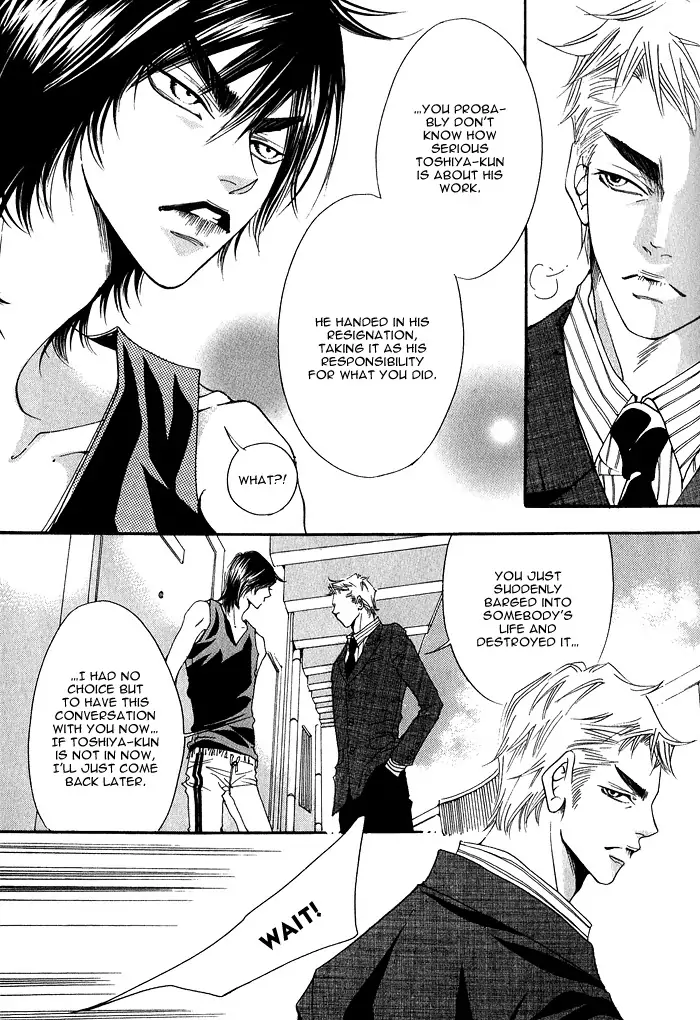 ...YOU PROBA-
BLY DON'T
KNOW HOW
SERIOUS
TOSHIYA-KUN
IS ABOUT HIS
WORK.
HE HANDED IN HIS
RESIGNATION,
TAKING IT AS HIS
RESPONSIBILITY
FOR WHAT YOU DID.
WHAT?!
YOU JUST
SUDDENLY
BARGED INTO
SOMEBODY'S
LIFE AND
DESTROYED IT...
...I HAD NO
CHOICE BUT
TO HAVE THIS
CONVERSATION
WITH YOU NOW...
IF TOSHIYA-KUN
IS NOT IN NOW,
I'LL JUST COME
BACK LATER.
WAIT!